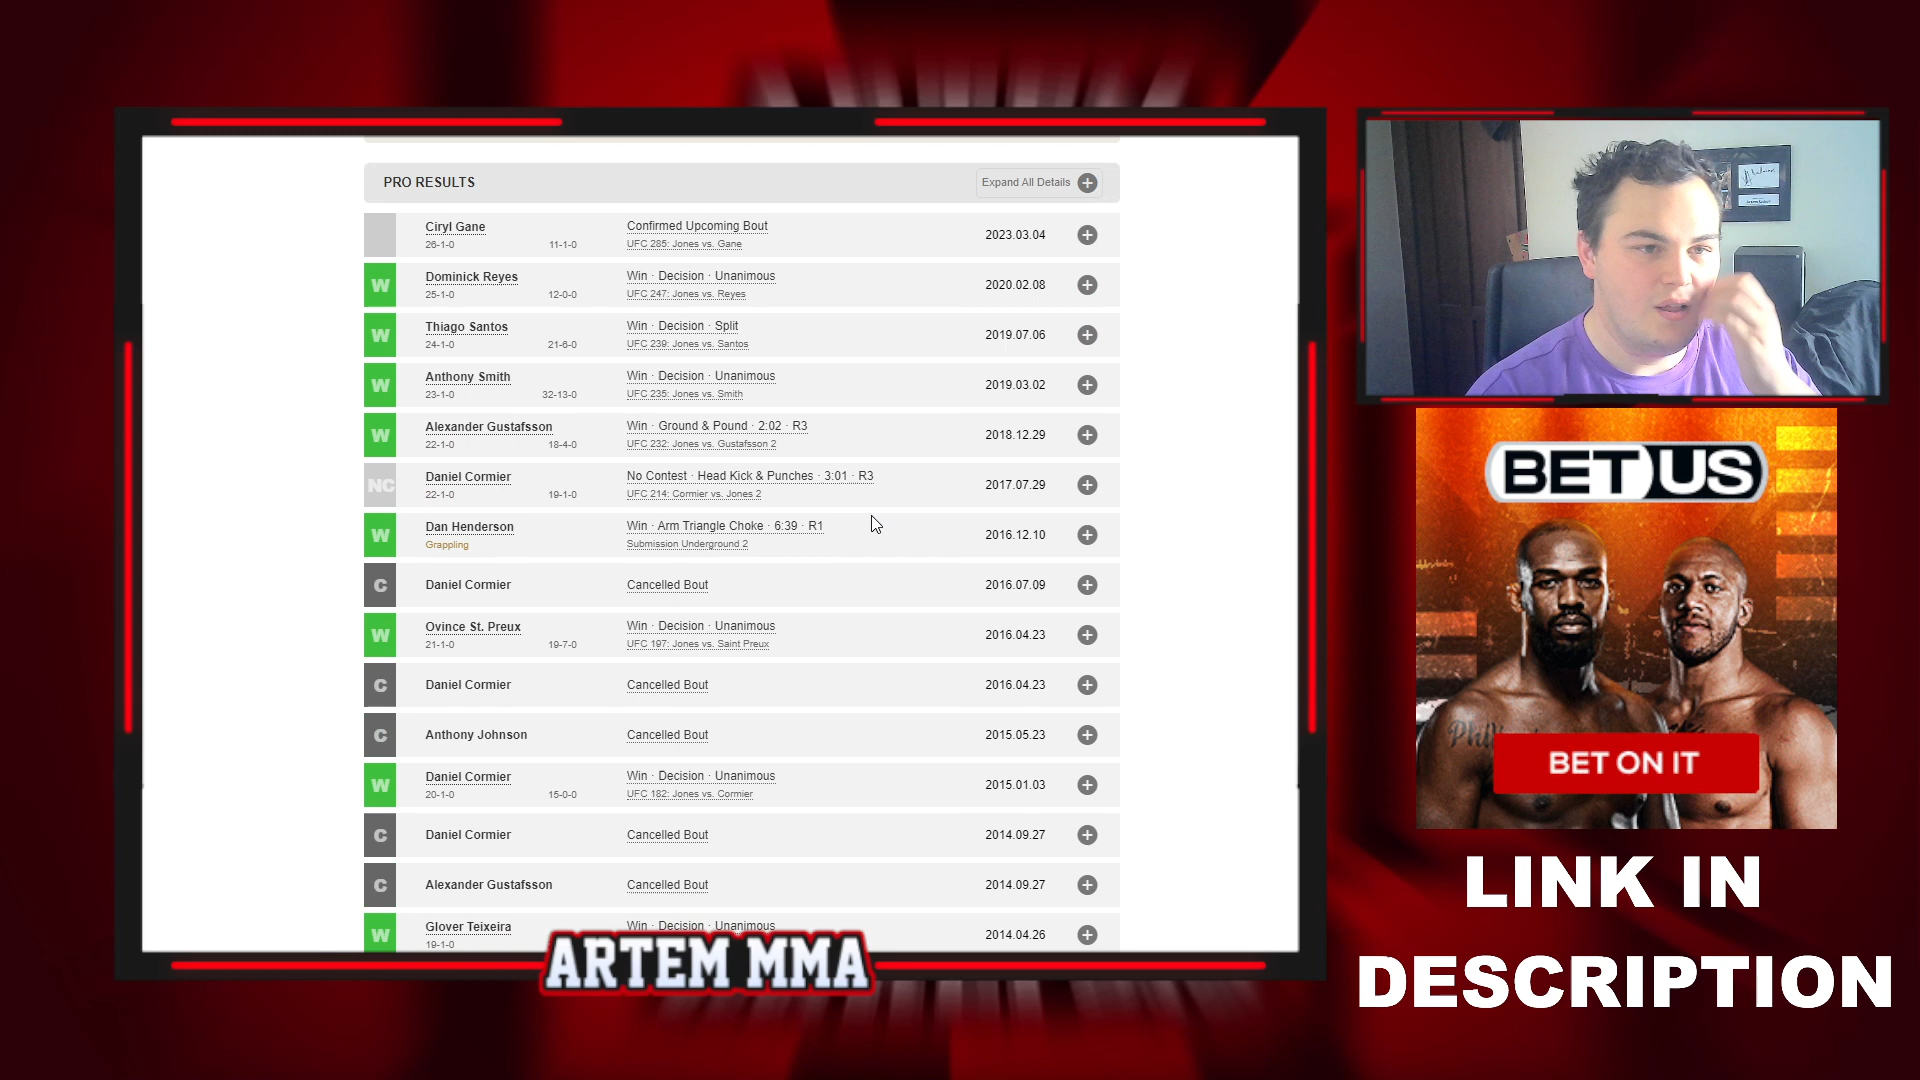 PRO RESULTS
Expand All Details
Ciryl Gane
26-1-0 11-1-0
Confirmed Upcoming Bout
UFC 285: Jones vs. Gane
2023.03.04
W
Dominick Reyes
25-1-0 12-0-0
Win · Decision · Unanimous
UFC 247: Jones vs. Reyes
2020.02.08
W
Thiago Santos
24-1-0 21-6-0
Win · Decision · Split
UFC 239: Jones vs. Santos
2019.07.06
W
Anthony Smith
23-1-0 32-13-0
Win · Decision · Unanimous
UFC 235: Jones vs. Smith
2019.03.02
W
Alexander Gustafsson
22-1-0 18-4-0
Win · Ground & Pound · 2:02 · R3
UFC 232: Jones vs. Gustafsson 2
2018.12.29
NC
Daniel Cormier
22-1-0 19-1-0
No Contest · Head Kick & Punches · 3:01 · R3
UFC 214: Cormier vs. Jones 2
2017.07.29
W
Dan Henderson
Grappling
Win · Arm Triangle Choke · 6:39 · R1
Submission Underground 2
2016.12.10
C
Daniel Cormier
Cancelled Bout
2016.07.09
W
Ovince St. Preux
21-1-0 19-7-0
Win · Decision · Unanimous
UFC 197: Jones vs. Saint Preux
2016.04.23
C
Daniel Cormier
Cancelled Bout
2016.04.23
C
Anthony Johnson
Cancelled Bout
2015.05.23
W
Daniel Cormier
20-1-0 15-0-0
Win · Decision · Unanimous
UFC 182: Jones vs. Cormier
2015.01.03
C
Daniel Cormier
Cancelled Bout
2014.09.27
C
Alexander Gustafsson
Cancelled Bout
2014.09.27
W
Glover Teixeira
19-1-0
Win · Decision · Unanimous
2014.04.26
ARTEM MMA
BET US
BET ON IT
LINK IN
DESCRIPTION